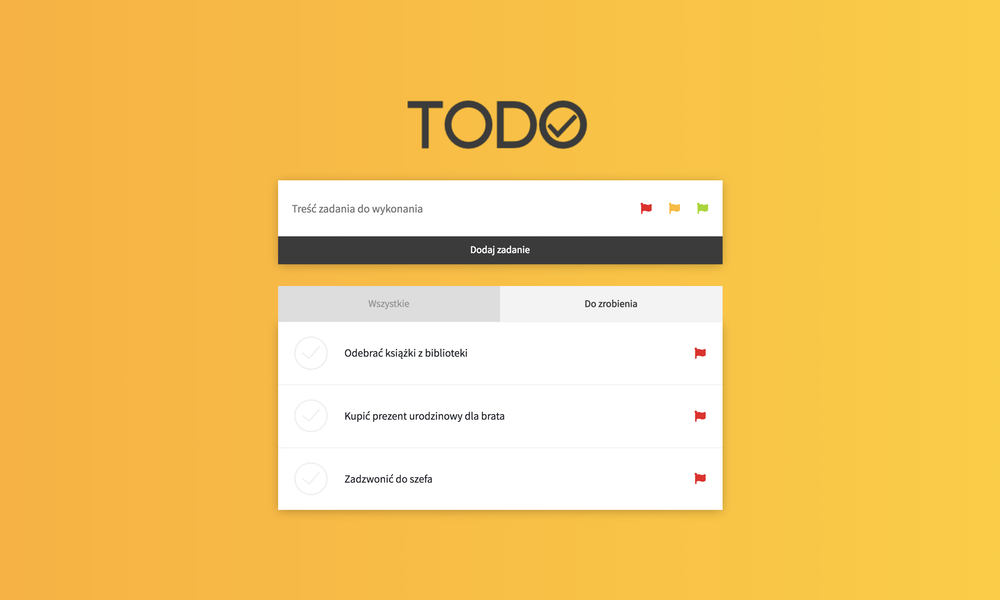 TODO
Treść zadania do wykonania
Dodaj zadanie
Wszystkie
Do zrobienia
Odebrać książki z biblioteki
Kupić prezent urodzinowy dla brata
Zadzwonić do szefa